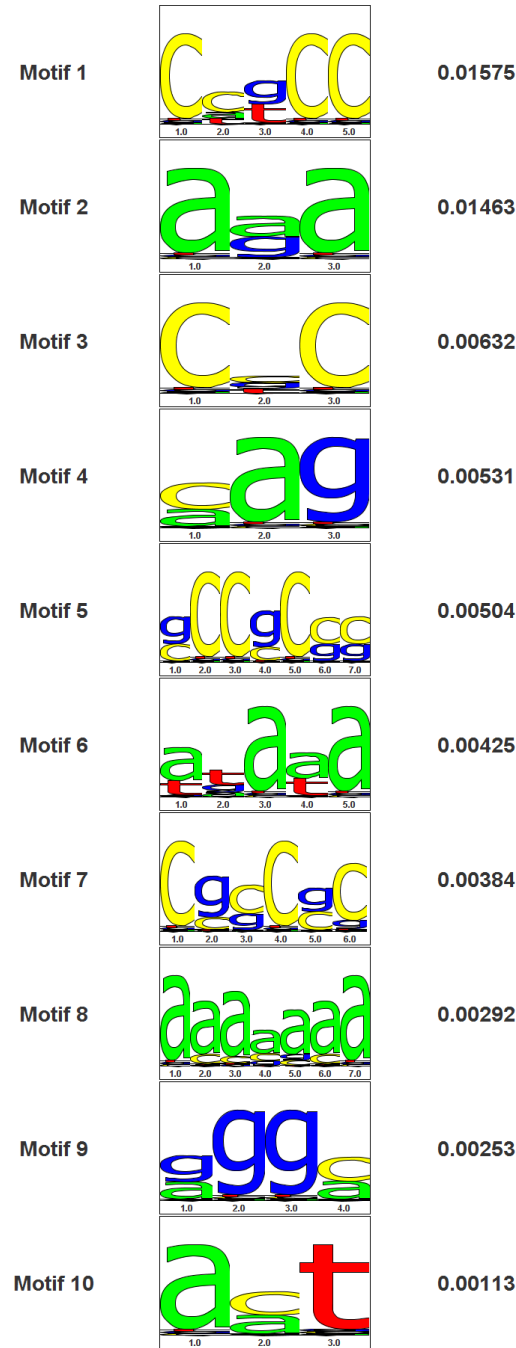 Motif 1 C c g C C 0.01575
a t
1.0 2.0 3.0 4.0 5.0
Motif 2 a a a 0.01463
g
1.0 2.0 3.0
Motif 3 C c C 0.00632
1.0 2.0 3.0
Motif 4 c a g 0.00531
a
1.0 2.0 3.0
Motif 5 g C C g C c c 0.00504
c c g g
1.0 2.0 3.0 4.0 5.0 6.0 7.0
Motif 6 a t a a a 0.00425
t g t
1.0 2.0 3.0 4.0 5.0
Motif 7 C g c C g c 0.00384
c g c g
1.0 2.0 3.0 4.0 5.0 6.0
Motif 8 a a a a a a a 0.00292
1.0 2.0 3.0 4.0 5.0 6.0 7.0
Motif 9 g g g c 0.00253
a a
1.0 2.0 3.0 4.0
Motif 10 a c t 0.00113
a
1.0 2.0 3.0